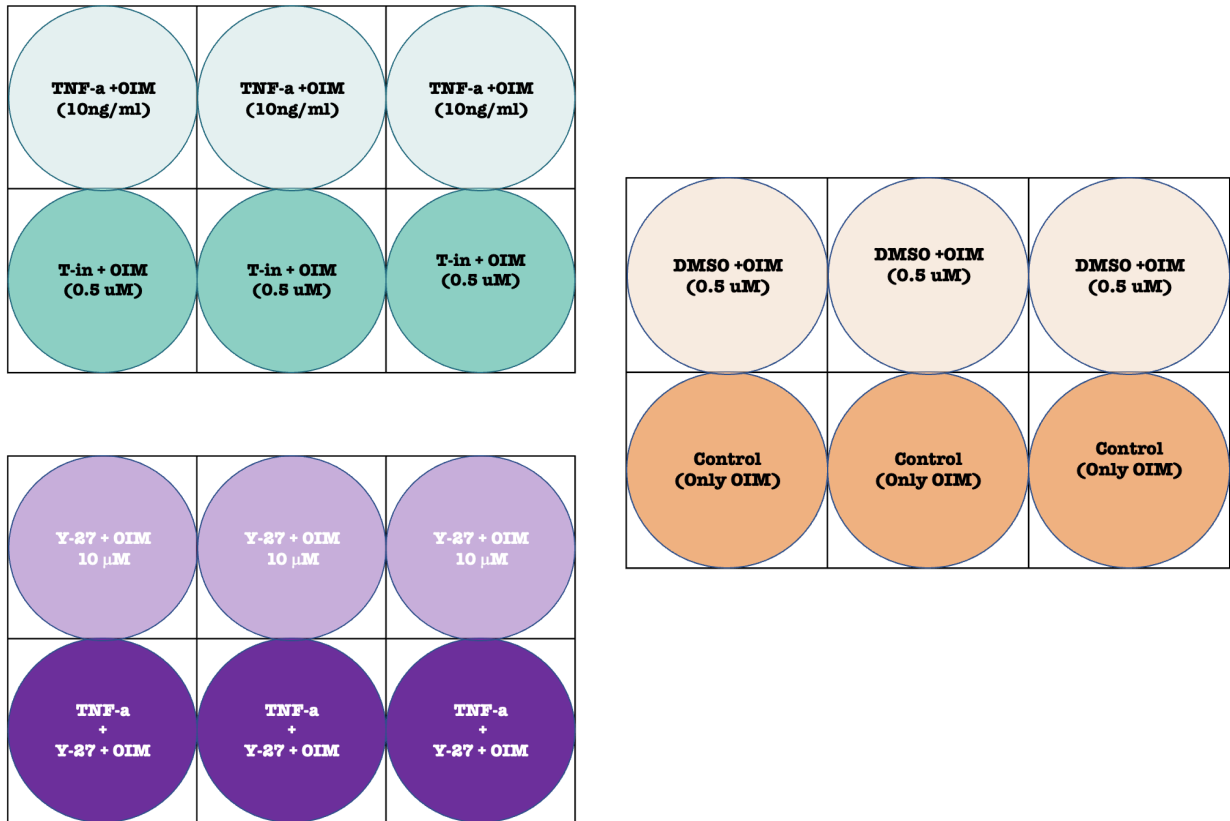 TNF-a +OIM
(10ng/ml)
TNF-a +OIM
(10ng/ml)
TNF-a +OIM
(10ng/ml)
T-in + OIM
(0.5 uM)
T-in + OIM
(0.5 uM)
T-in + OIM
(0.5 uM)
Y-27 + OIM
10 μM
Y-27 + OIM
10 μM
Y-27 + OIM
10 μM
TNF-a
+
Y-27 + OIM
TNF-a
+
Y-27 + OIM
TNF-a
+
Y-27 + OIM
DMSO +OIM
(0.5 uM)
DMSO +OIM
(0.5 uM)
DMSO +OIM
(0.5 uM)
Control
(Only OIM)
Control
(Only OIM)
Control
(Only OIM)